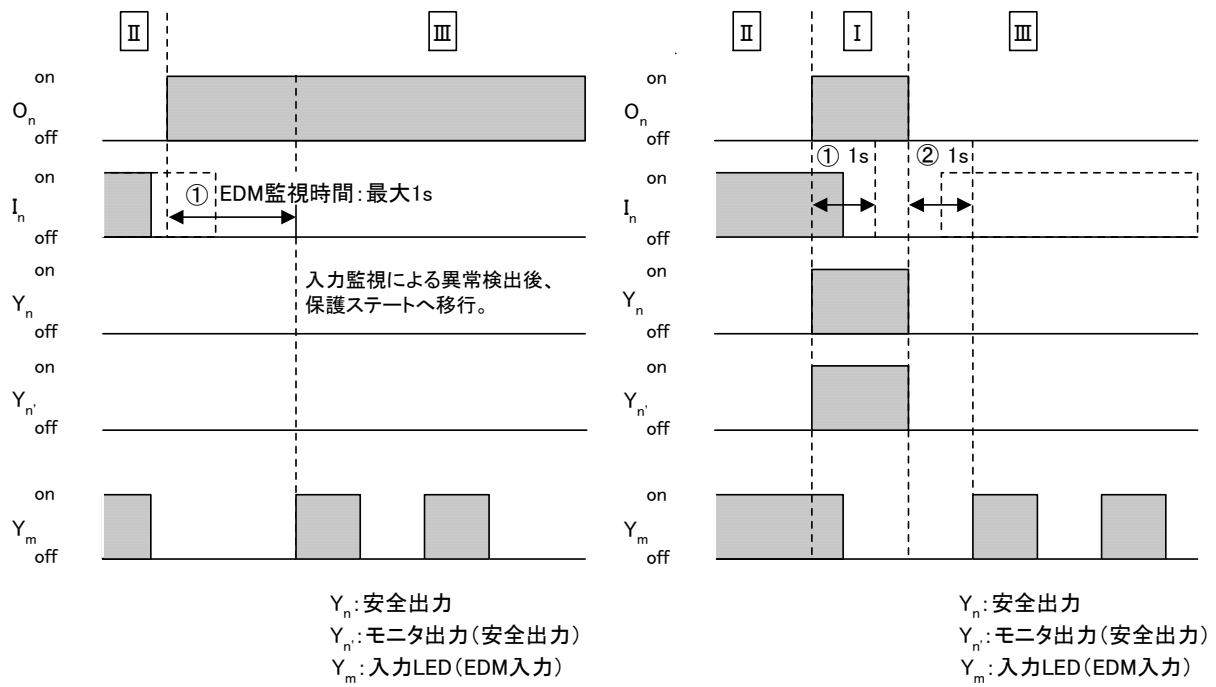 Ⅱ Ⅲ
on
Oₙ
off
on
Iₙ
off
① EDM監視時間：最大1s
on
Yₙ
off
入力監視による異常検出後、
保護ステートへ移行。
on
Yₙ'
off
on
Yₘ
off
Yₙ：安全出力
Yₙ'：モニタ出力（安全出力）
Yₘ：入力LED（EDM入力）
Ⅱ Ⅰ Ⅲ
on
Oₙ
off
① 1s ② 1s
on
Iₙ
off
on
Yₙ
off
on
Yₙ'
off
on
Yₘ
off
Yₙ：安全出力
Yₙ'：モニタ出力（安全出力）
Yₘ：入力LED（EDM入力）